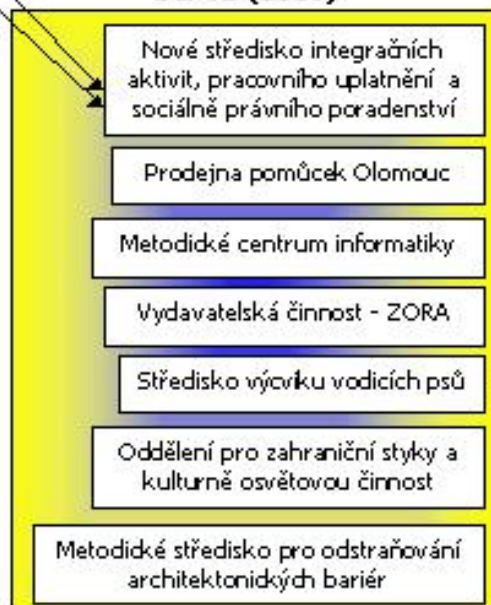 Nové středisko integračních
aktivit, pracovního uplatnění a
sociálně právního poradenství
Prodejna pomůcek Olomouc
Metodické centrum informatiky
Vydavatelská činnost - ZORA
Středisko výcviku vodicích psů
Oddělení pro zahraniční styky a
kulturně osvětovou činnost
Metodické středisko pro odstraňování
architektonických bariér